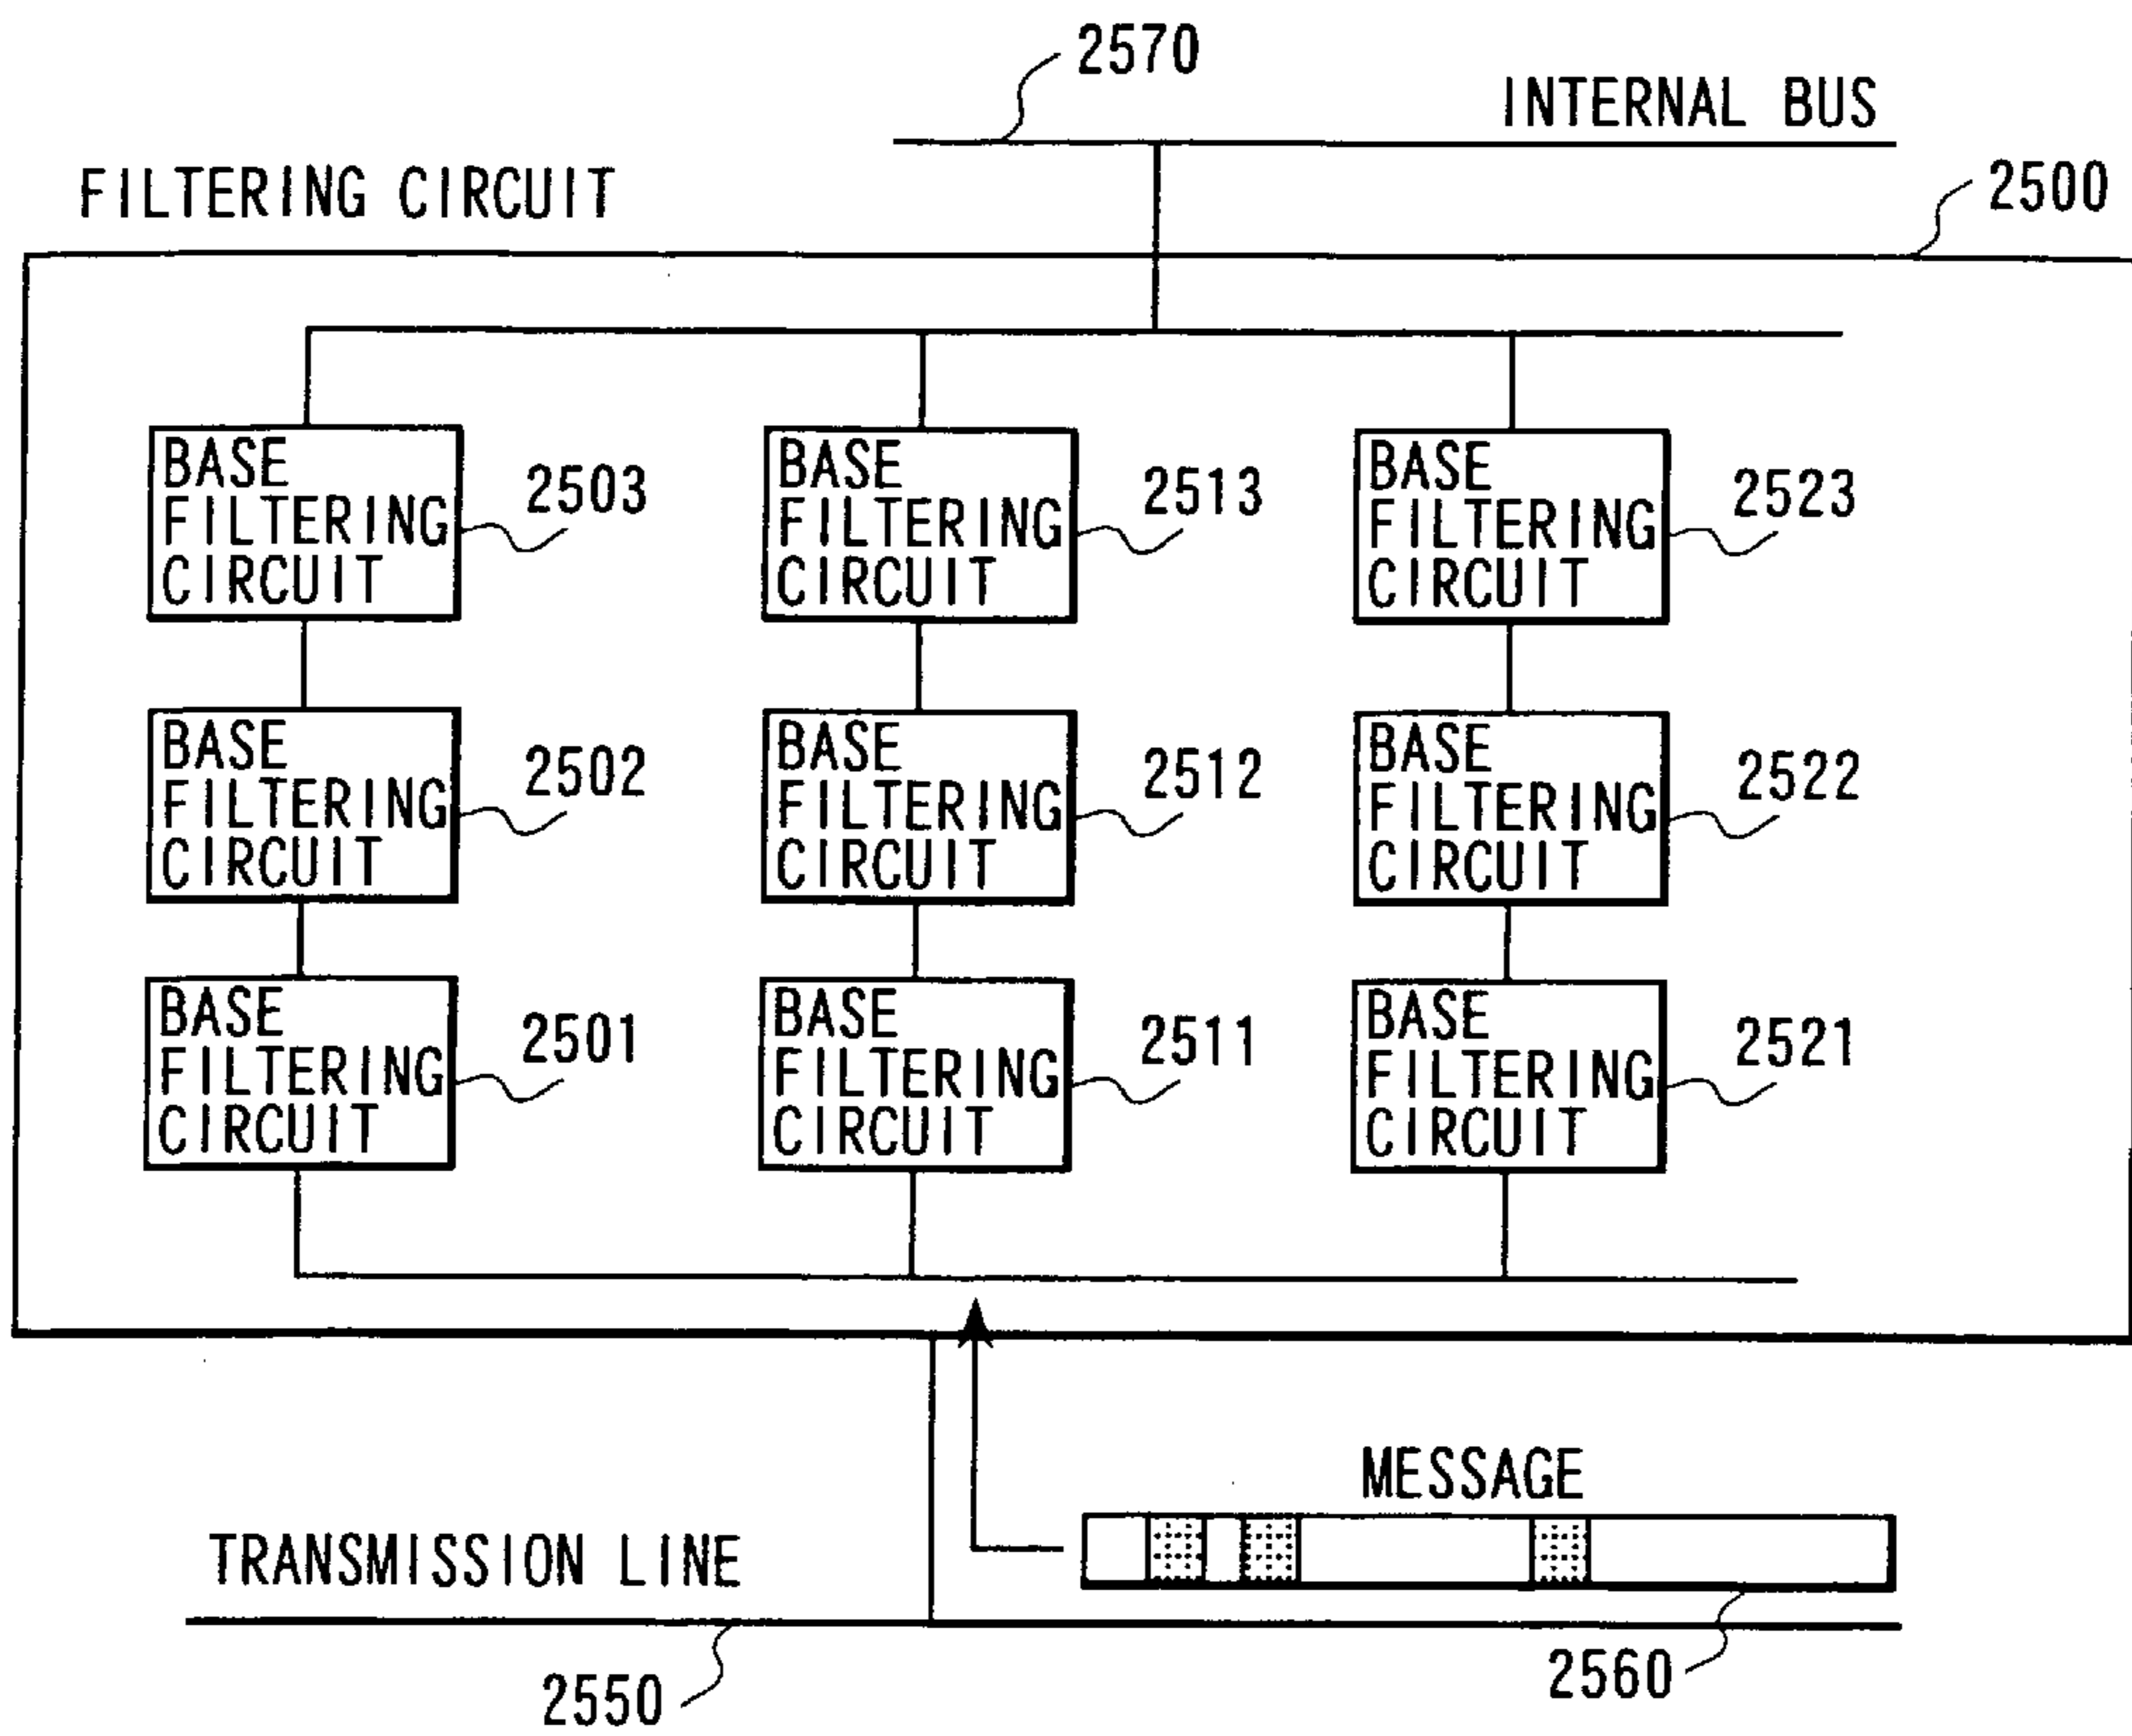 2570
INTERNAL BUS
FILTERING CIRCUIT
2500
BASE
FILTERING
CIRCUIT
2503
BASE
FILTERING
CIRCUIT
2513
BASE
FILTERING
CIRCUIT
2523
BASE
FILTERING
CIRCUIT
2502
BASE
FILTERING
CIRCUIT
2512
BASE
FILTERING
CIRCUIT
2522
BASE
FILTERING
CIRCUIT
2501
BASE
FILTERING
CIRCUIT
2511
BASE
FILTERING
CIRCUIT
2521
MESSAGE
TRANSMISSION LINE
2550
2560